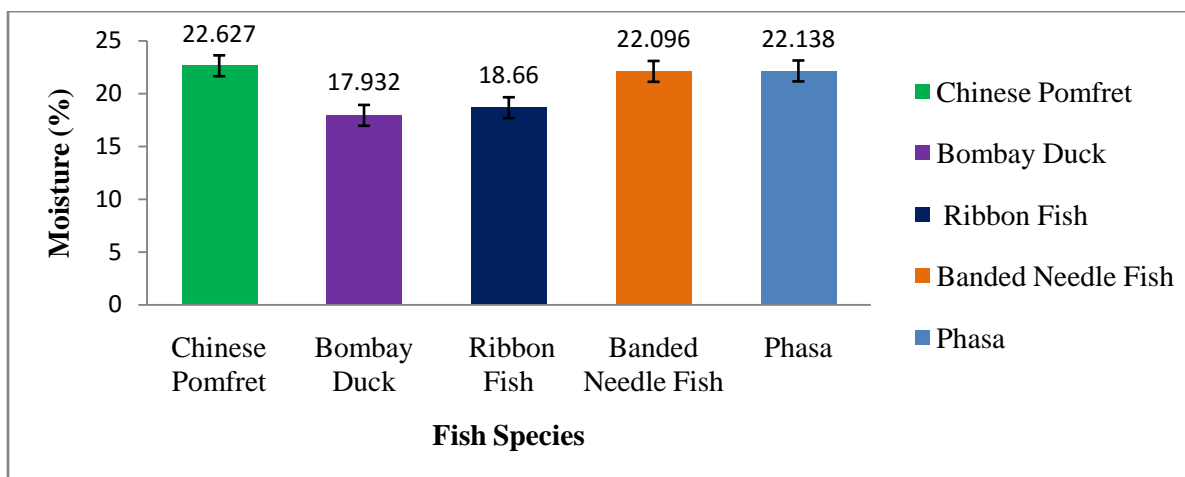 Moisture (%)
25
20
15
10
5
0
22.627
17.932
18.66
22.096
22.138
Chinese
Pomfret
Bombay
Duck
Ribbon
Fish
Banded
Needle Fish
Phasa
Fish Species
Chinese Pomfret
Bombay Duck
Ribbon Fish
Banded Needle Fish
Phasa